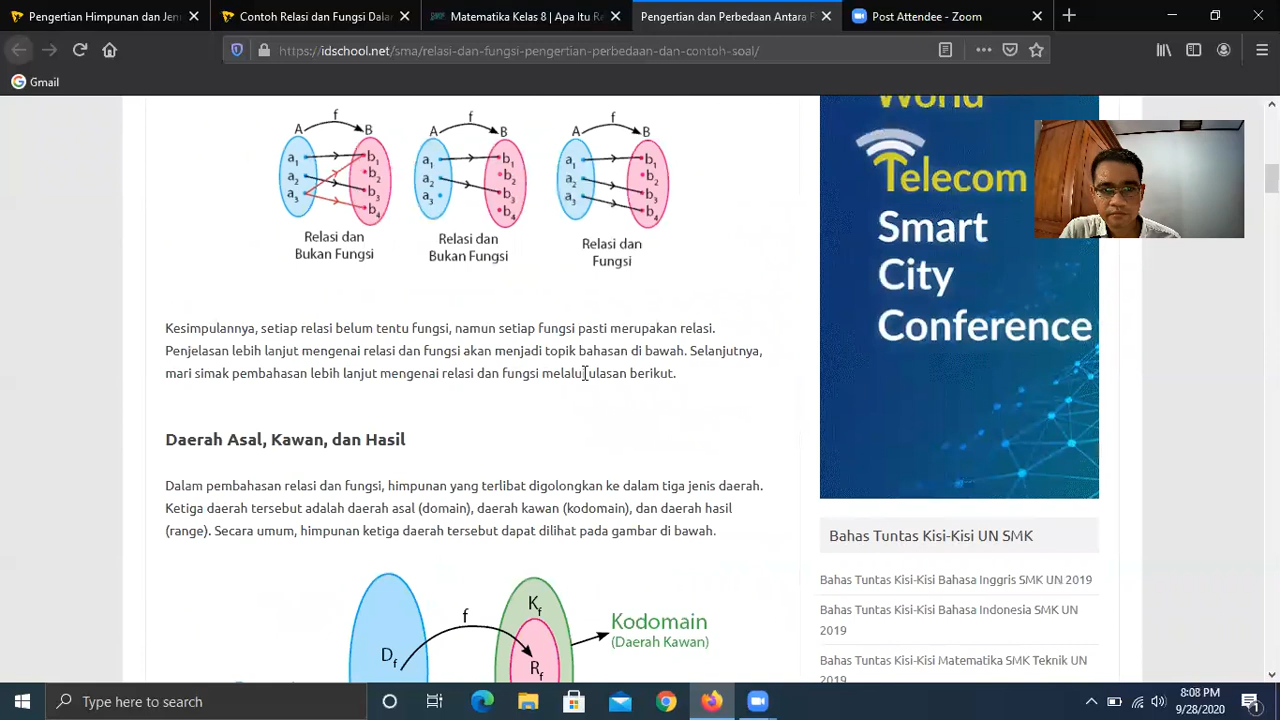 Pengertian Himpunan dan Jen
Contoh Relasi dan Fungsi Dalar
Matematika Kelas 8 | Apa Itu Re
Pengertian dan Perbedaan Antara P
Post Attendee - Zoom
https://idschool.net/sma/relasi-dan-fungsi-pengertian-perbedaan-dan-contoh-soal/
Gmail
f
A B
a1 b1
a2 b2
a3 b3
b4
Relasi dan
Bukan Fungsi
f
A B
a1 b1
a2 b2
a3 b3
b4
Relasi dan
Bukan Fungsi
f
A B
a1 b1
a2 b2
a3 b3
b4
Relasi dan
Fungsi
Kesimpulannya, setiap relasi belum tentu fungsi, namun setiap fungsi pasti merupakan relasi.
Penjelasan lebih lanjut mengenai relasi dan fungsi akan menjadi topik bahasan di bawah. Selanjutnya,
mari simak pembahasan lebih lanjut mengenai relasi dan fungsi melalui ulasan berikut.
Daerah Asal, Kawan, dan Hasil
Dalam pembahasan relasi dan fungsi, himpunan yang terlibat digolongkan ke dalam tiga jenis daerah.
Ketiga daerah tersebut adalah daerah asal (domain), daerah kawan (kodomain), dan daerah hasil
(range). Secara umum, himpunan ketiga daerah tersebut dapat dilihat pada gambar di bawah.
f
Df
Kf
Rf
Kodomain
(Daerah Kawan)
World
Telecom
Smart
City
Conference
Bahas Tuntas Kisi-Kisi UN SMK
Bahas Tuntas Kisi-Kisi Bahasa Inggris SMK UN 2019
Bahas Tuntas Kisi-Kisi Bahasa Indonesia SMK UN
2019
Bahas Tuntas Kisi-Kisi Matematika SMK Teknik UN
2019
Type here to search
8:08 PM
9/28/2020
1